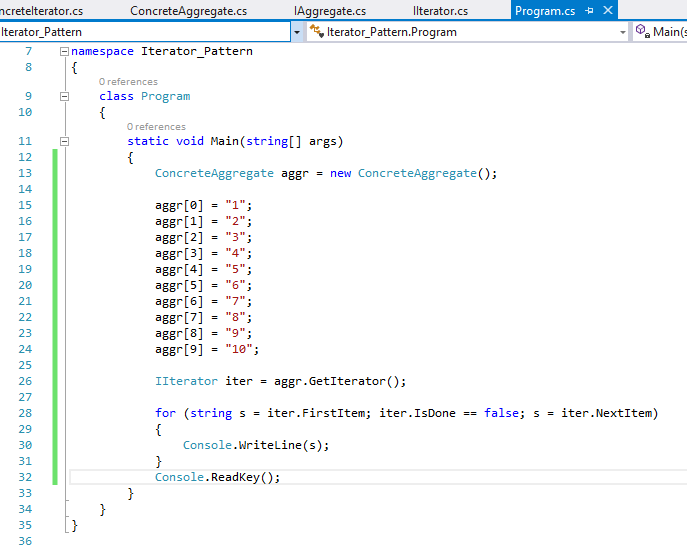 ncreteIterator.cs ConcreteAggregate.cs IAggregate.cs IIterator.cs Program.cs
Iterator_Pattern Iterator_Pattern.Program Main(s
7 namespace Iterator_Pattern
8 {
0 references
9 class Program
10 {
0 references
11 static void Main(string[] args)
12 {
13 ConcreteAggregate aggr = new ConcreteAggregate();
14
15 aggr[0] = "1";
16 aggr[1] = "2";
17 aggr[2] = "3";
18 aggr[3] = "4";
19 aggr[4] = "5";
20 aggr[5] = "6";
21 aggr[6] = "7";
22 aggr[7] = "8";
23 aggr[8] = "9";
24 aggr[9] = "10";
25
26 IIterator iter = aggr.GetIterator();
27
28 for (string s = iter.FirstItem; iter.IsDone == false; s = iter.NextItem)
29 {
30 Console.WriteLine(s);
31 }
32 Console.ReadKey();
33 }
34 }
35 }
36